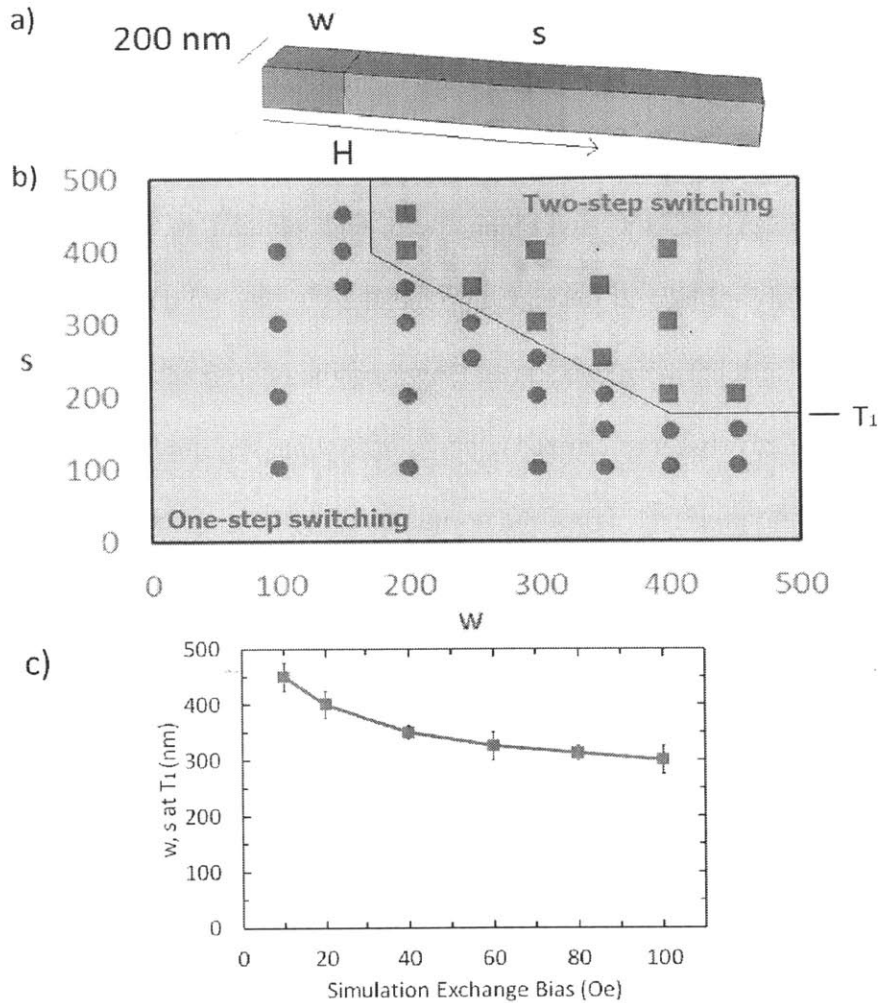 a)
200 nm
w
s
H
b)
500
400
300
200
100
0
s
Two-step switching
One-step switching
T₁
0 100 200 300 400 500
w
c)
500
400
300
200
100
0
w, s at T₁ (nm)
0 20 40 60 80 100
Simulation Exchange Bias (Oe)